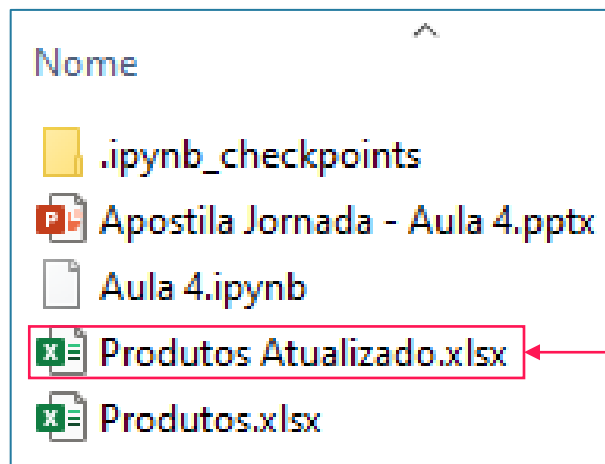 Nome
.ipynb_checkpoints
Apostila Jornada - Aula 4.pptx
Aula 4.ipynb
Produtos Atualizado.xlsx
Produtos.xlsx